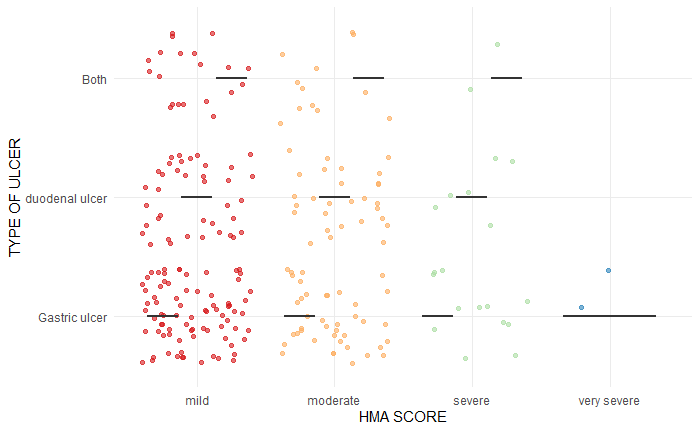 TYPE OF ULCER
Both
duodenal ulcer
Gastric ulcer
mild
moderate
severe
very severe
HMA SCORE